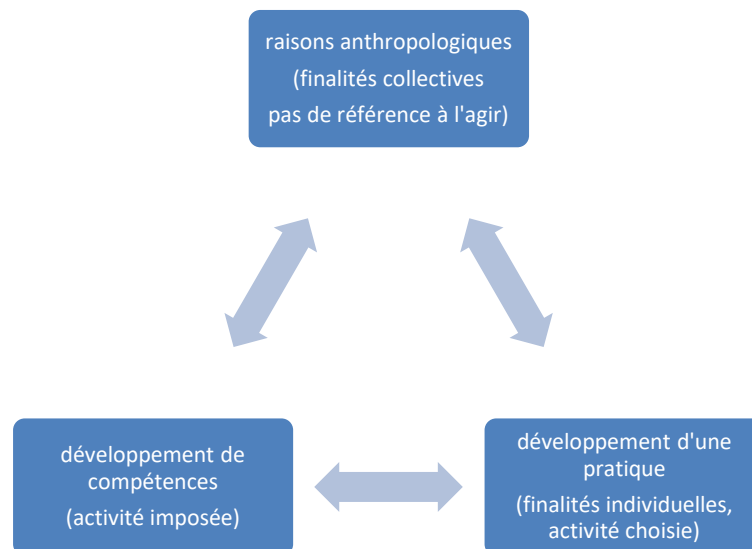 raisons anthropologiques
(finalités collectives
pas de référence à l'agir)
développement de
compétences
(activité imposée)
développement d'une
pratique
(finalités individuelles,
activité choisie)